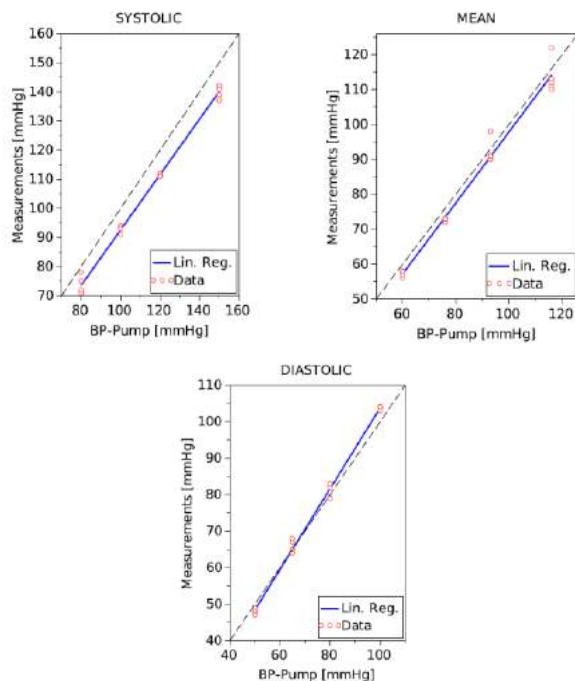 SYSTOLIC
Measurements [mmHg]
160
150
140
130
120
110
100
90
80
70
80 100 120 140 160
BP-Pump [mmHg]
Lin. Reg.
Data
MEAN
Measurements [mmHg]
120
110
100
90
80
70
60
50
60 80 100 120
BP-Pump [mmHg]
Lin. Reg.
Data
DIASTOLIC
Measurements [mmHg]
110
100
90
80
70
60
50
40
40 60 80 100
BP-Pump [mmHg]
Lin. Reg.
Data